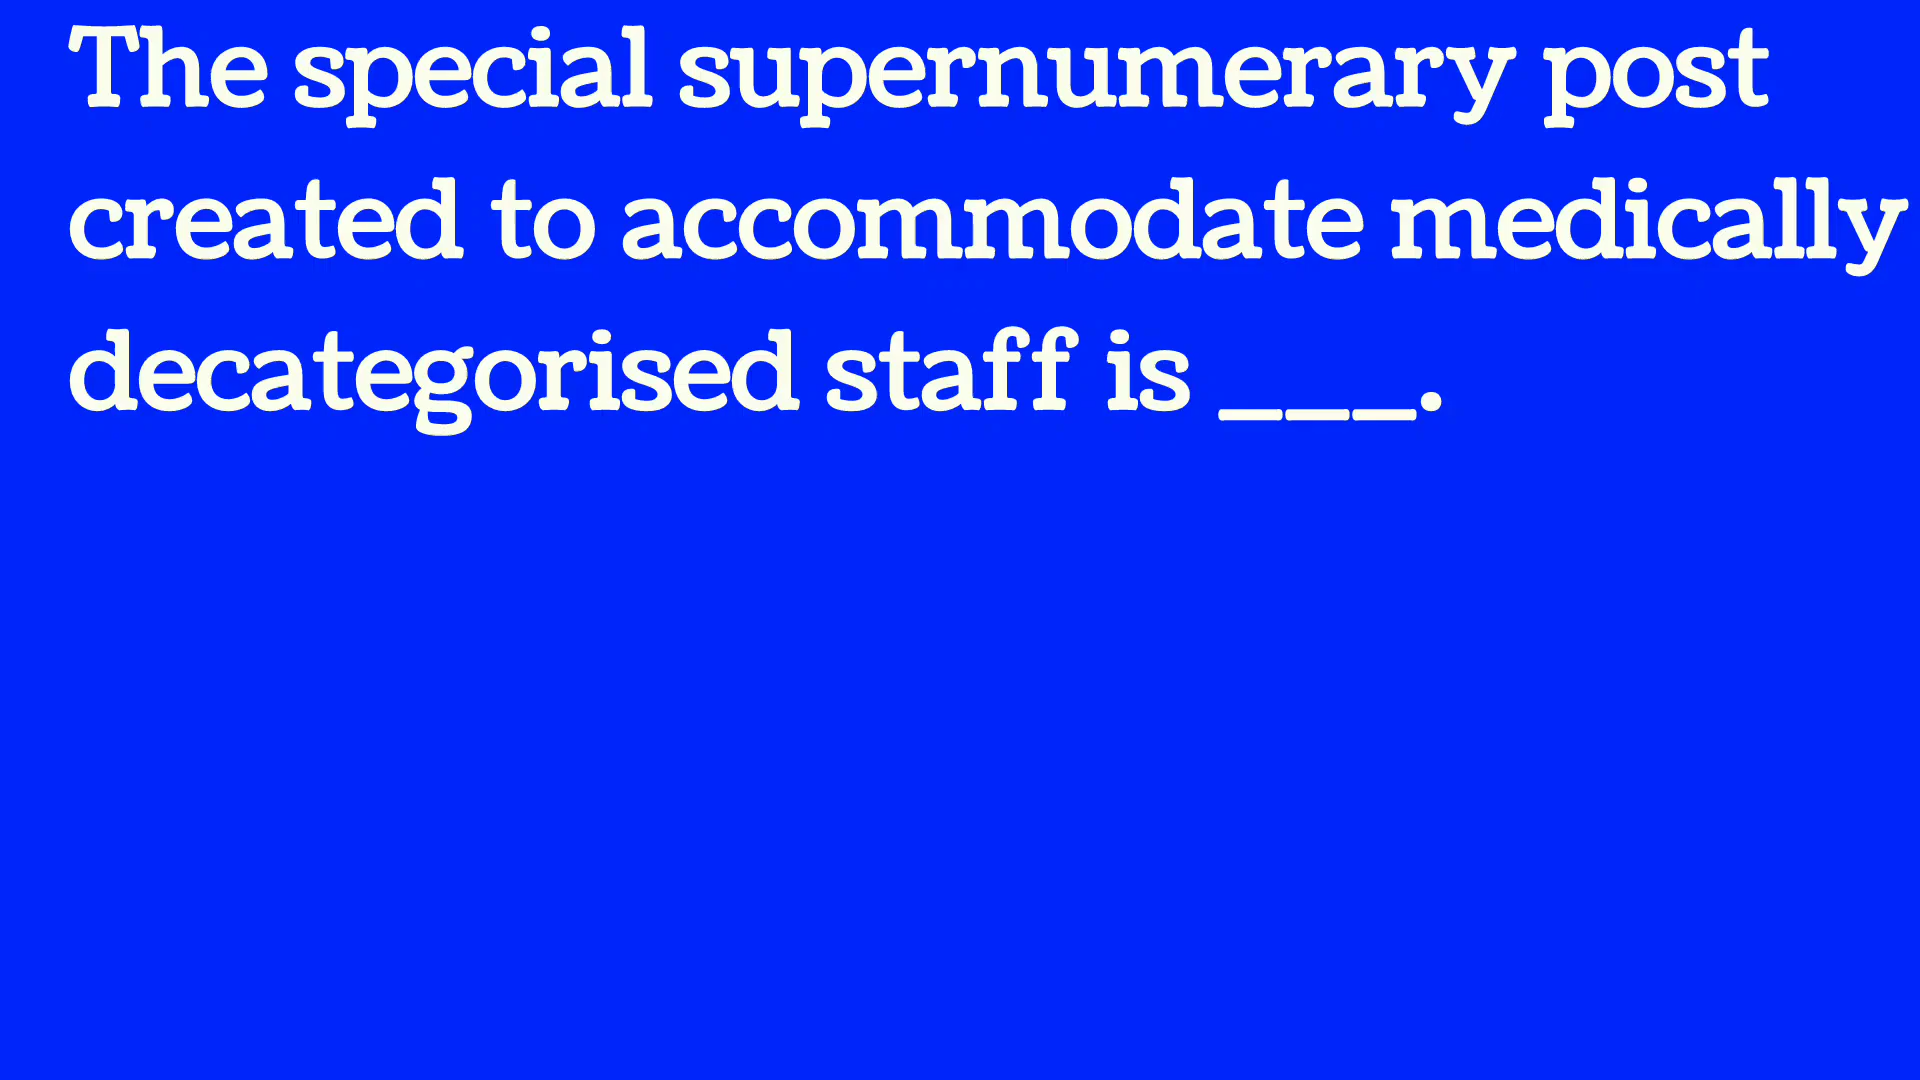 The special supernumerary post
created to accommodate medically
decategorised staff is ___.